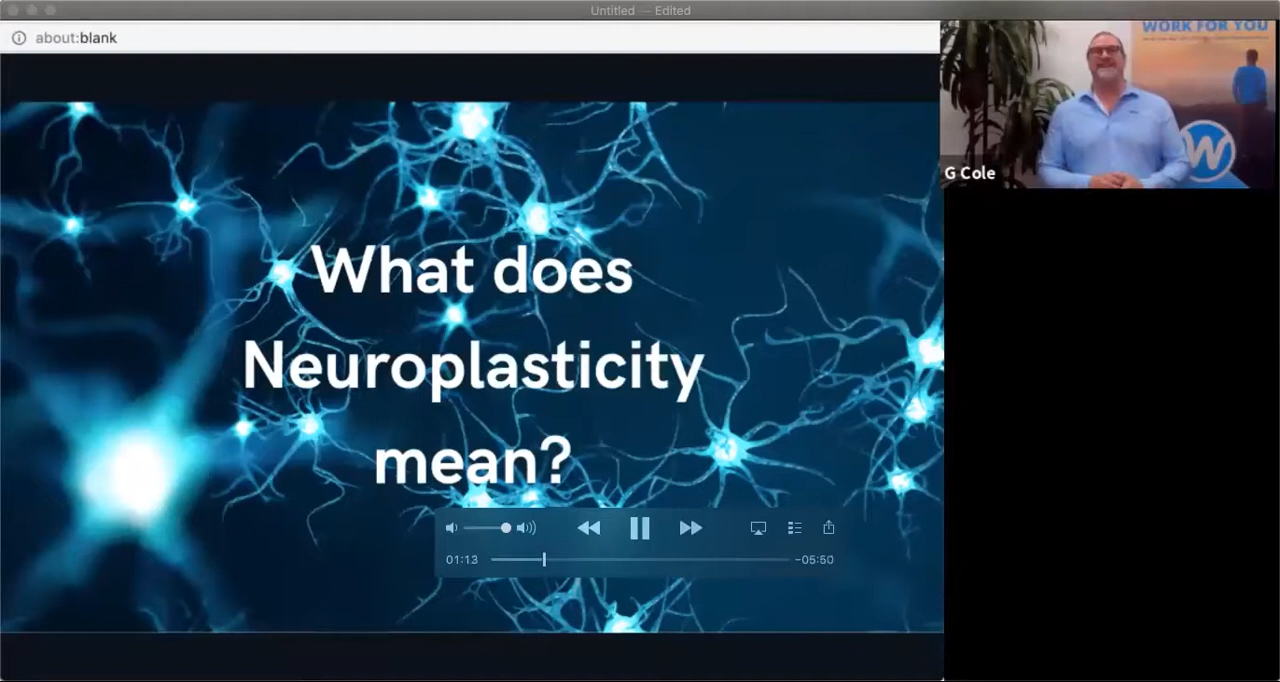 Untitled — Edited
about:blank
WORK FOR YOU
W
G Cole
What does
Neuroplasticity
mean?
01:13
-05:50